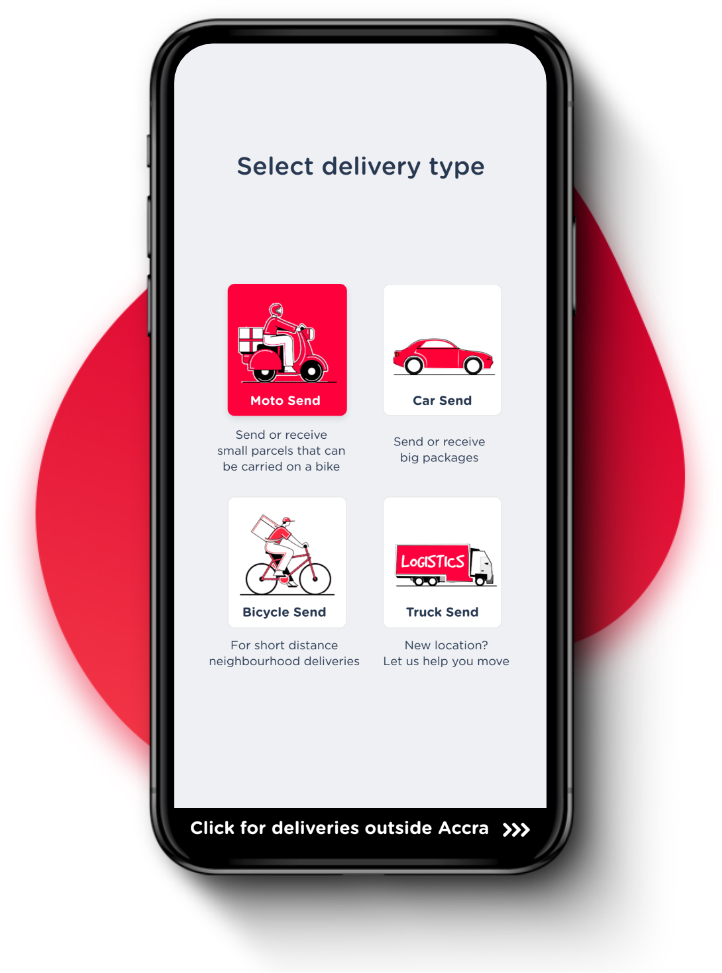 Select delivery type
Moto Send
Send or receive
small parcels that can
be carried on a bike
Car Send
Send or receive
big packages
Bicycle Send
For short distance
neighbourhood deliveries
LOGISTICS
Truck Send
New location?
Let us help you move
Click for deliveries outside Accra